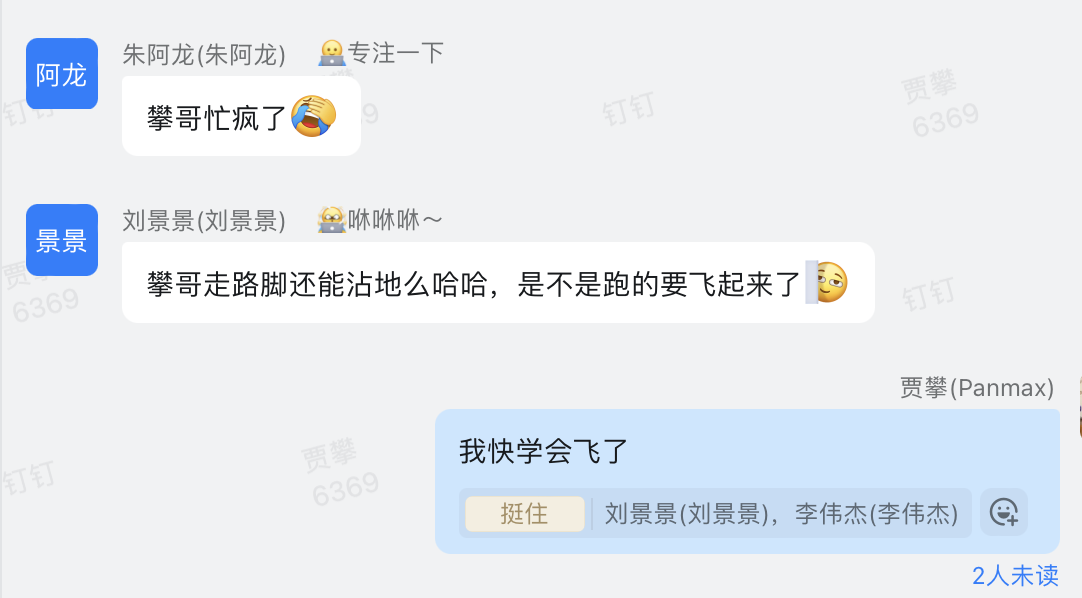 阿龙
朱阿龙(朱阿龙) 专注一下
攀哥忙疯了
景景
刘景景(刘景景) 咻咻咻～
攀哥走路脚还能沾地么哈哈，是不是跑的要飞起来了
贾攀(Panmax)
我快学会飞了
挺住 刘景景(刘景景)，李伟杰(李伟杰)
2人未读
钉钉
贾攀
6369
钉钉
贾攀
6369
钉钉
钉钉
贾攀
6369